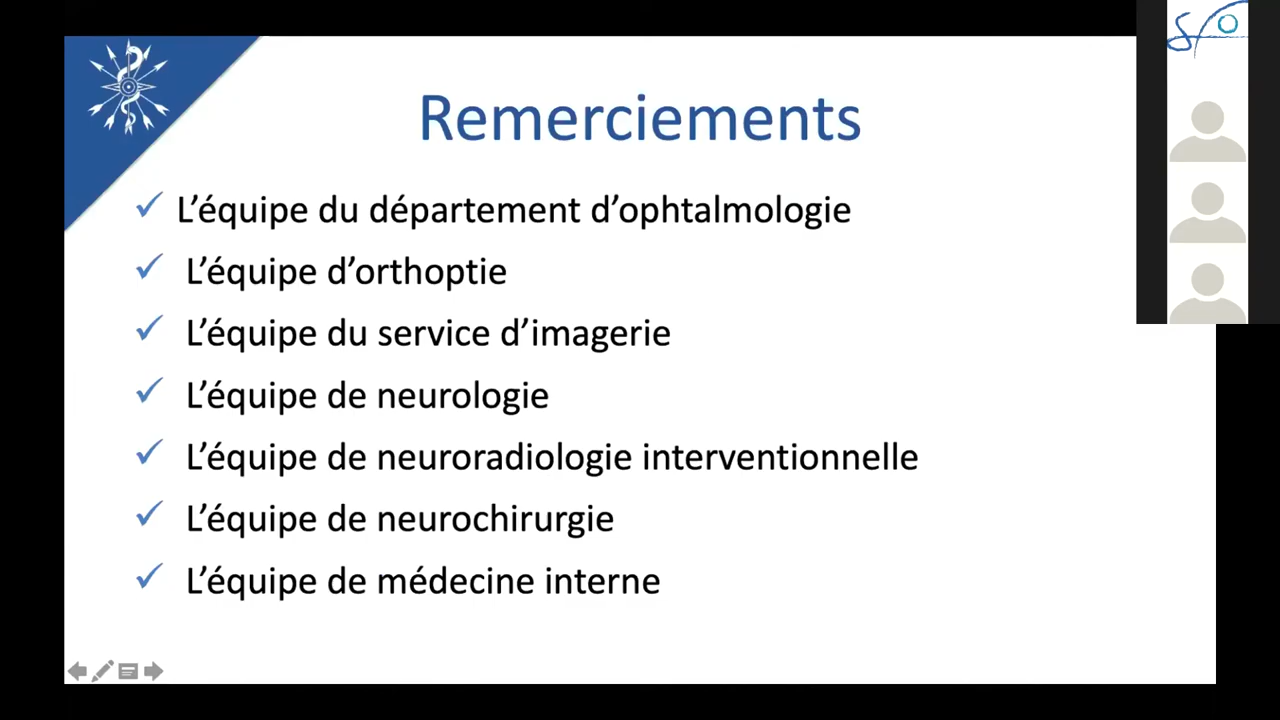 SFO
Remerciements
L’équipe du département d’ophtalmologie
L’équipe d’orthoptie
L’équipe du service d’imagerie
L’équipe de neurologie
L’équipe de neuroradiologie interventionnelle
L’équipe de neurochirurgie
L’équipe de médecine interne